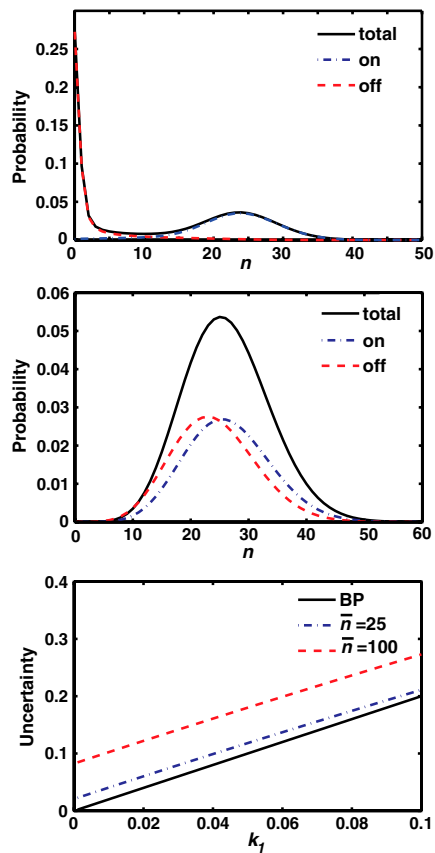 0.25
0.2
0.15
0.1
0.05
0
Probability
total
on
off
0 10 20 30 40 50
n
0.06
0.05
0.04
0.03
0.02
0.01
0
Probability
total
on
off
0 10 20 30 40 50 60
n
0.4
0.3
0.2
0.1
0
Uncertainty
BP
n̅ =25
n̅ =100
0 0.02 0.04 0.06 0.08 0.1
k₁